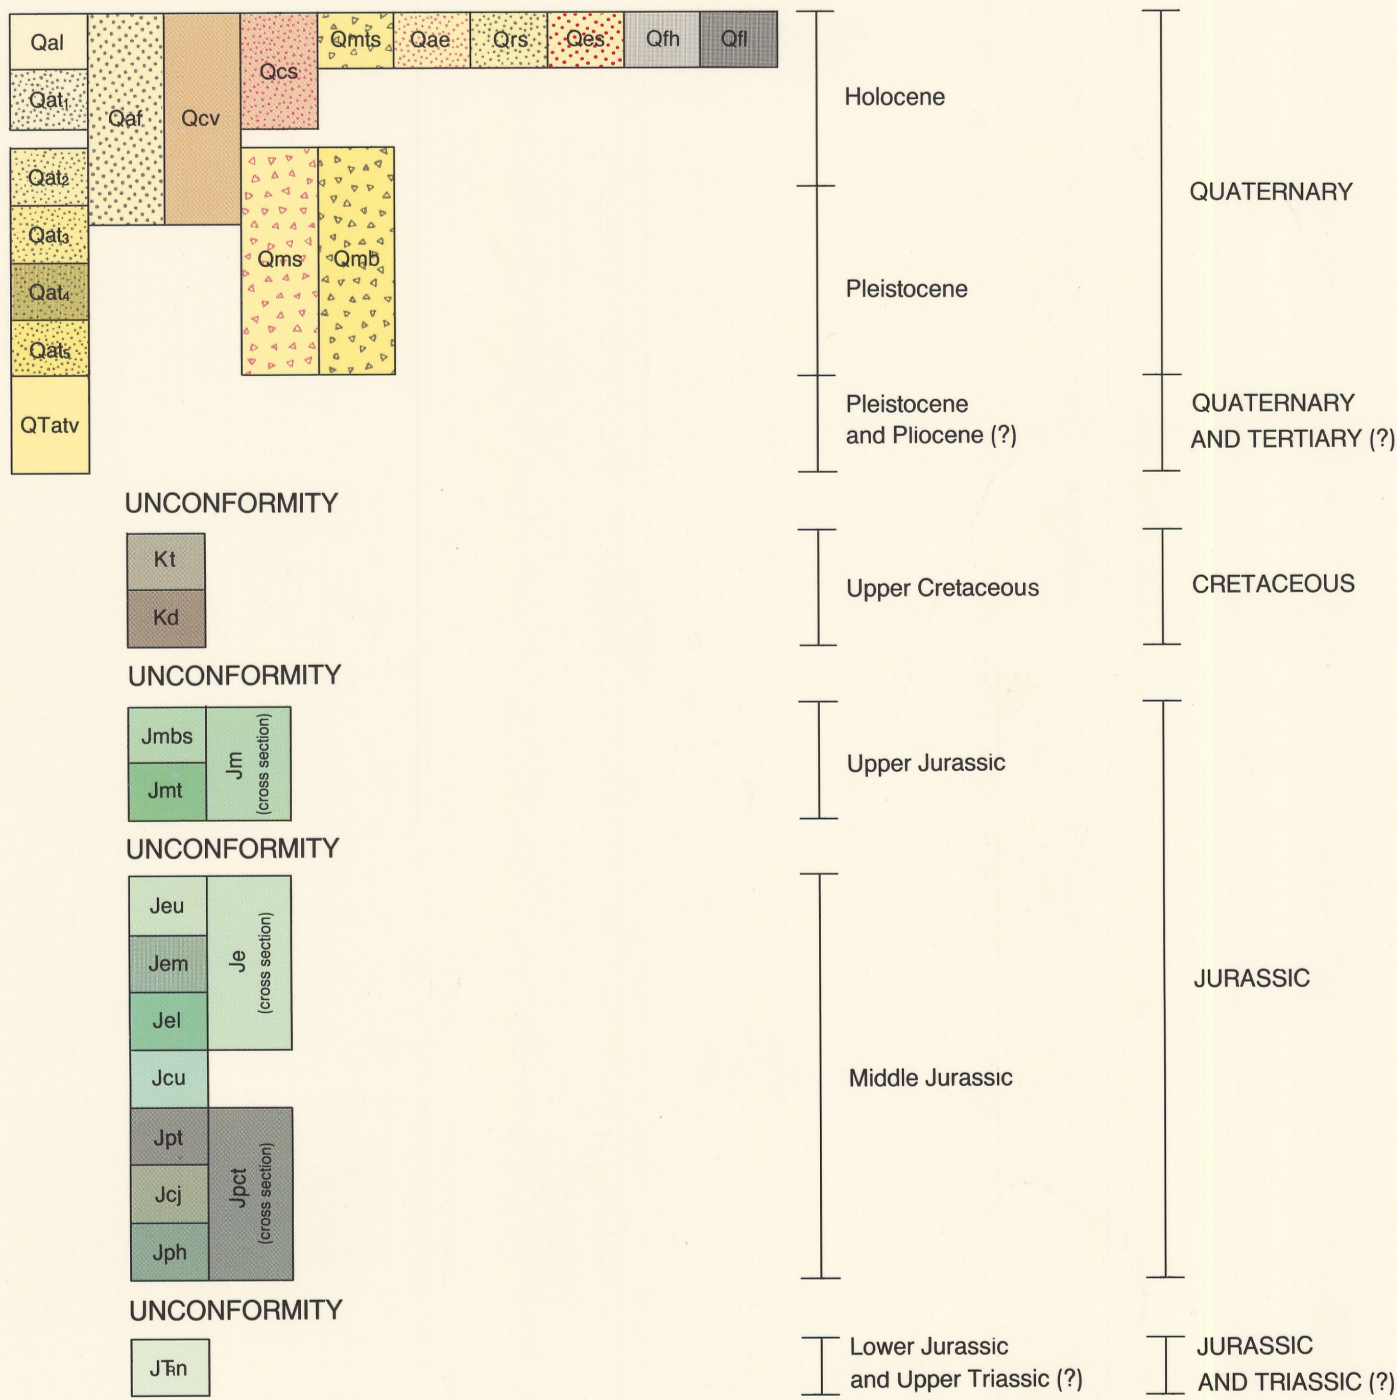 Qal
Qat₁
Qaf
Qcv
Qcs
Qmts
Qae
Qrs
Qes
Qfh
Qfl
Qat₂
Qat₃
Qat₄
Qat₅
QTatv
Qms
Qmb
Holocene
Pleistocene
Pleistocene
and Pliocene (?)
QUATERNARY
QUATERNARY
AND TERTIARY (?)
UNCONFORMITY
Kt
Kd
Upper Cretaceous
CRETACEOUS
UNCONFORMITY
Jmbs
Jmt
Jm
(cross section)
Upper Jurassic
UNCONFORMITY
Jeu
Jem
Jel
Je
(cross section)
Jcu
Jpt
Jcj
Jph
Jpct
(cross section)
Middle Jurassic
JURASSIC
UNCONFORMITY
JTRn
Lower Jurassic
and Upper Triassic (?)
JURASSIC
AND TRIASSIC (?)